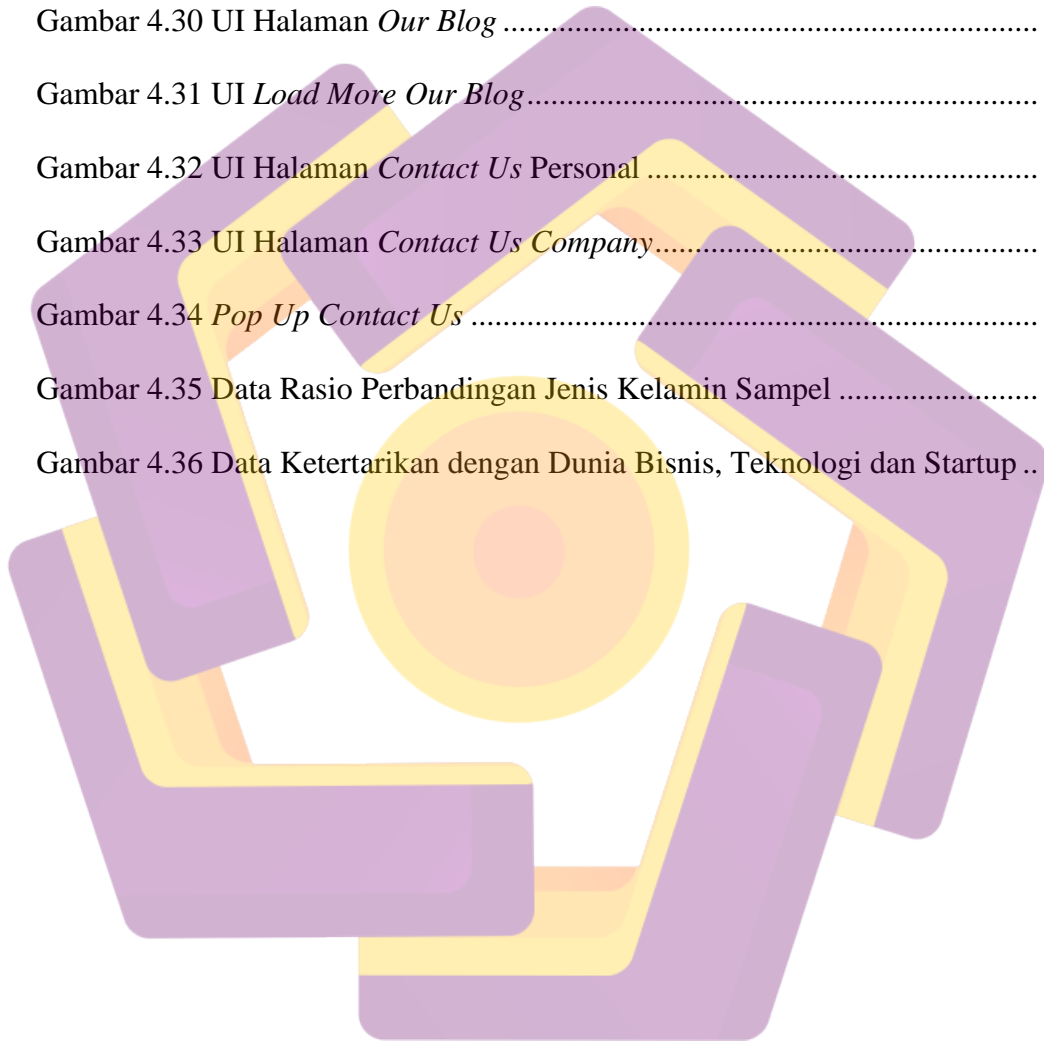 Gambar 4.30 UI Halaman Our Blog ..........................................................................
Gambar 4.31 UI Load More Our Blog.......................................................................
Gambar 4.32 UI Halaman Contact Us Personal ......................................................
Gambar 4.33 UI Halaman Contact Us Company.....................................................
Gambar 4.34 Pop Up Contact Us ..............................................................................
Gambar 4.35 Data Rasio Perbandingan Jenis Kelamin Sampel ...........................
Gambar 4.36 Data Ketertarikan dengan Dunia Bisnis, Teknologi dan Startup ..